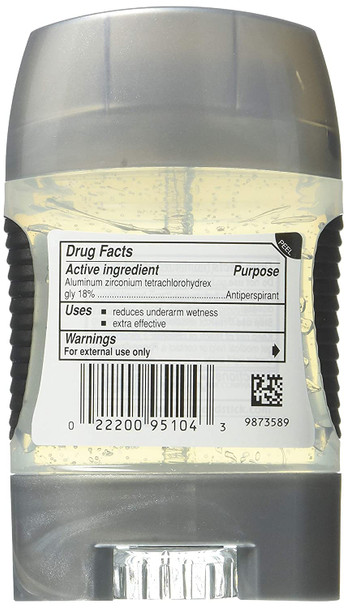 PEEL
Drug Facts
Active ingredient Purpose
Aluminum zirconium tetrachlorohydrex
gly 18% Antiperspirant
Uses ■ reduces underarm wetness
■ extra effective
Warnings
For external use only
0 22200 95104 3
9873589